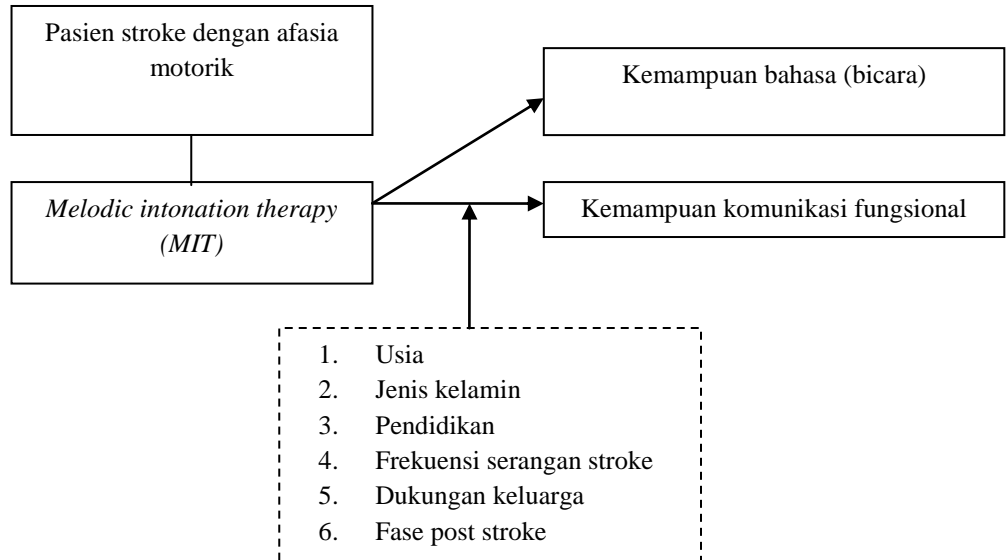 Pasien stroke dengan afasia
motorik
Kemampuan bahasa (bicara)
Melodic intonation therapy
(MIT)
Kemampuan komunikasi fungsional
1. Usia
2. Jenis kelamin
3. Pendidikan
4. Frekuensi serangan stroke
5. Dukungan keluarga
6. Fase post stroke